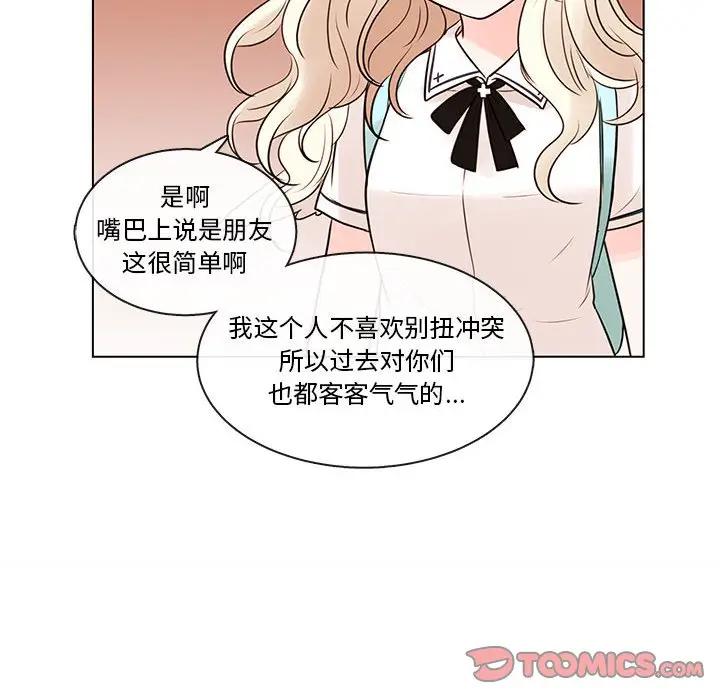 是啊
嘴巴上说是朋友
这很简单啊
我这个人不喜欢别扭冲突
所以过去对你们
也都客客气气的...
TOOMICS.COM